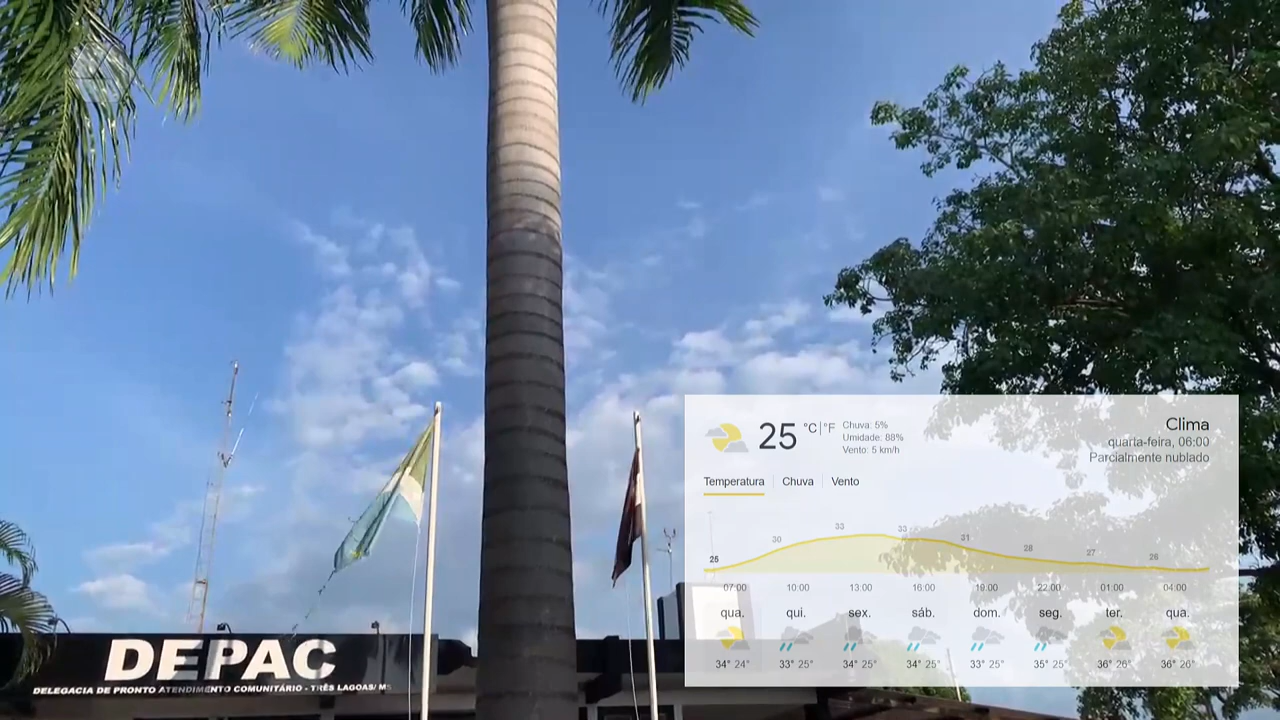 25 °C|°F
Chuva: 5%
Umidade: 88%
Vento: 5 km/h
Clima
quarta-feira, 06:00
Parcialmente nublado
Temperatura | Chuva | Vento
25 30 33 33 31 28 27 26
07:00 10:00 13:00 16:00 19:00 22:00 01:00 04:00
qua. qui. sex. sáb. dom. seg. ter. qua.
34° 24° 33° 25° 34° 25° 34° 25° 33° 25° 35° 25° 36° 26° 36° 26°
DEPAC
DELEGACIA DE PRONTO ATENDIMENTO COMUNITÁRIO - TRÊS LAGOAS/ MS